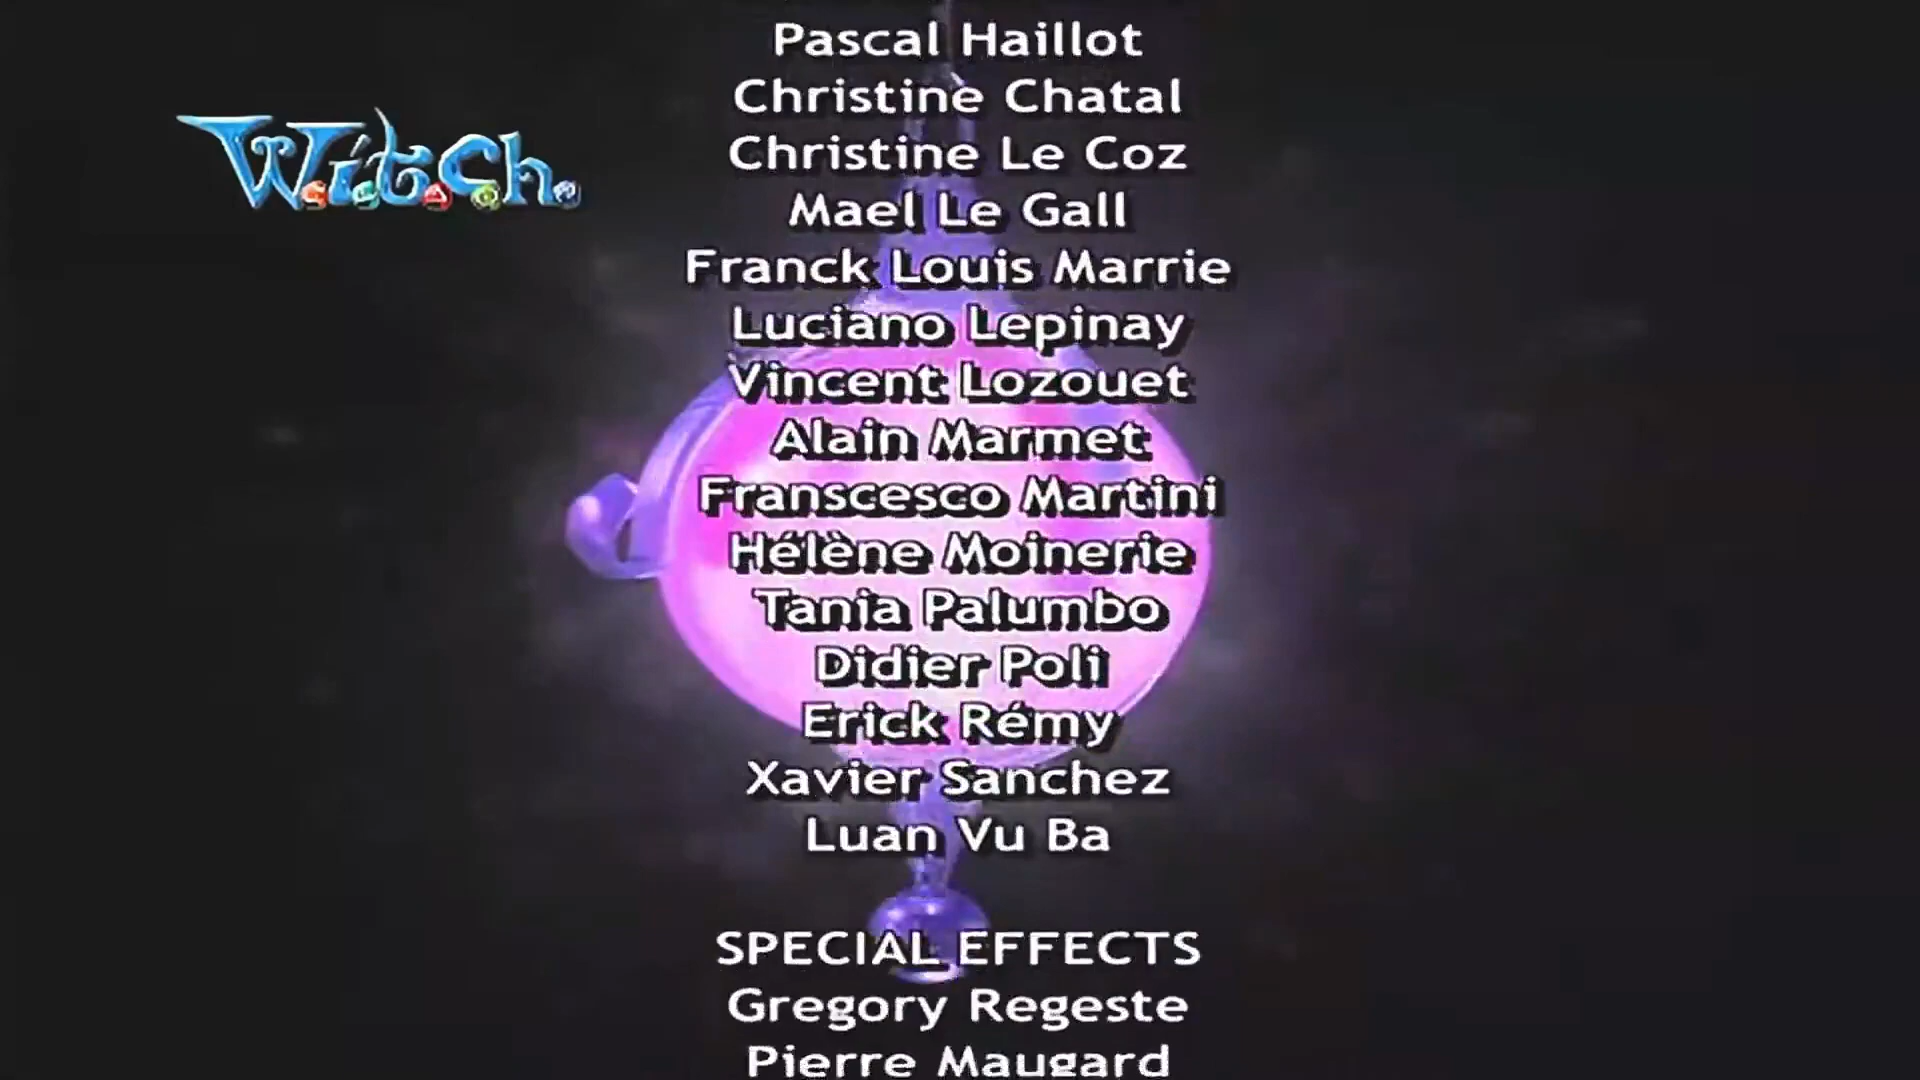 W.i.t.c.h.
Pascal Haillot
Christine Chatal
Christine Le Coz
Mael Le Gall
Franck Louis Marrie
Luciano Lepinay
Vincent Lozouet
Alain Marmet
Franscesco Martini
Hélène Moinerie
Tania Palumbo
Didier Poli
Erick Rémy
Xavier Sanchez
Luan Vu Ba
SPECIAL EFFECTS
Gregory Regeste
Pierre Maugard